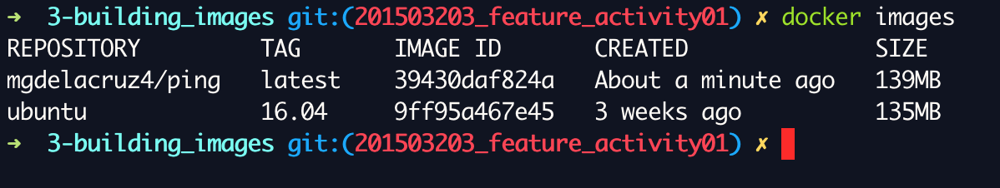 ➜  3-building_images git:(201503203_feature_activity01) ✗ docker images
REPOSITORY         TAG       IMAGE ID       CREATED              SIZE
mgdelacruz4/ping   latest    39430daf824a   About a minute ago   139MB
ubuntu             16.04     9ff95a467e45   3 weeks ago          135MB
➜  3-building_images git:(201503203_feature_activity01) ✗